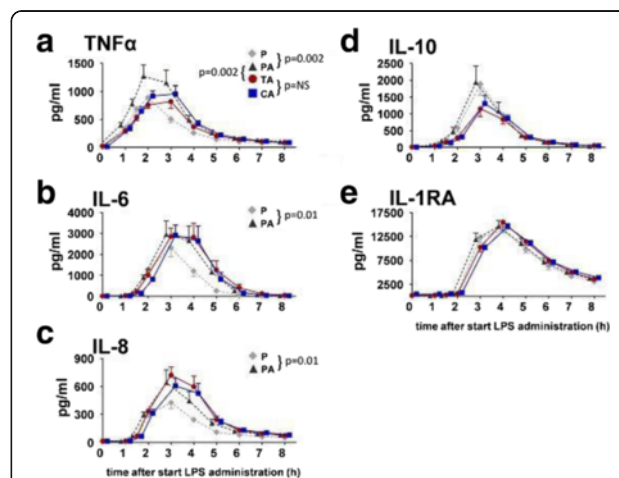 a TNFα
P
PA } p=0.002
p=0.002 { TA
CA } p=NS
1500
1000
500
0
pg/ml
0 1 2 3 4 5 6 7 8
b IL-6
P
PA } p=0.01
4000
3000
2000
1000
0
pg/ml
0 1 2 3 4 5 6 7 8
c IL-8
P
PA } p=0.01
900
600
300
0
pg/ml
0 1 2 3 4 5 6 7 8
time after start LPS administration (h)
d IL-10
2500
2000
1500
1000
500
0
pg/ml
0 1 2 3 4 5 6 7 8
e IL-1RA
17500
12500
7500
2500
pg/ml
0 1 2 3 4 5 6 7 8
time after start LPS administration (h)